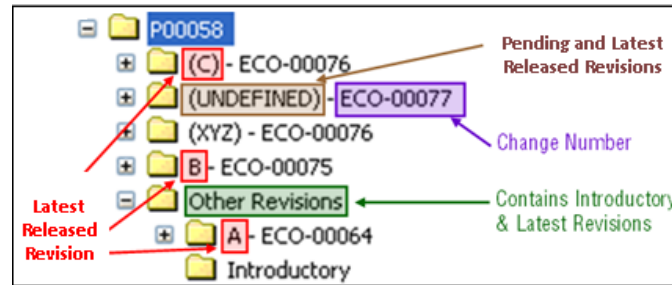 P00058
(C) - ECO-00076
Pending and Latest
Released Revisions
(UNDEFINED) - ECO-00077
(XYZ) - ECO-00076
Change Number
B - ECO-00075
Latest
Released
Revision
Other Revisions
Contains Introductory
& Latest Revisions
A - ECO-00064
Introductory